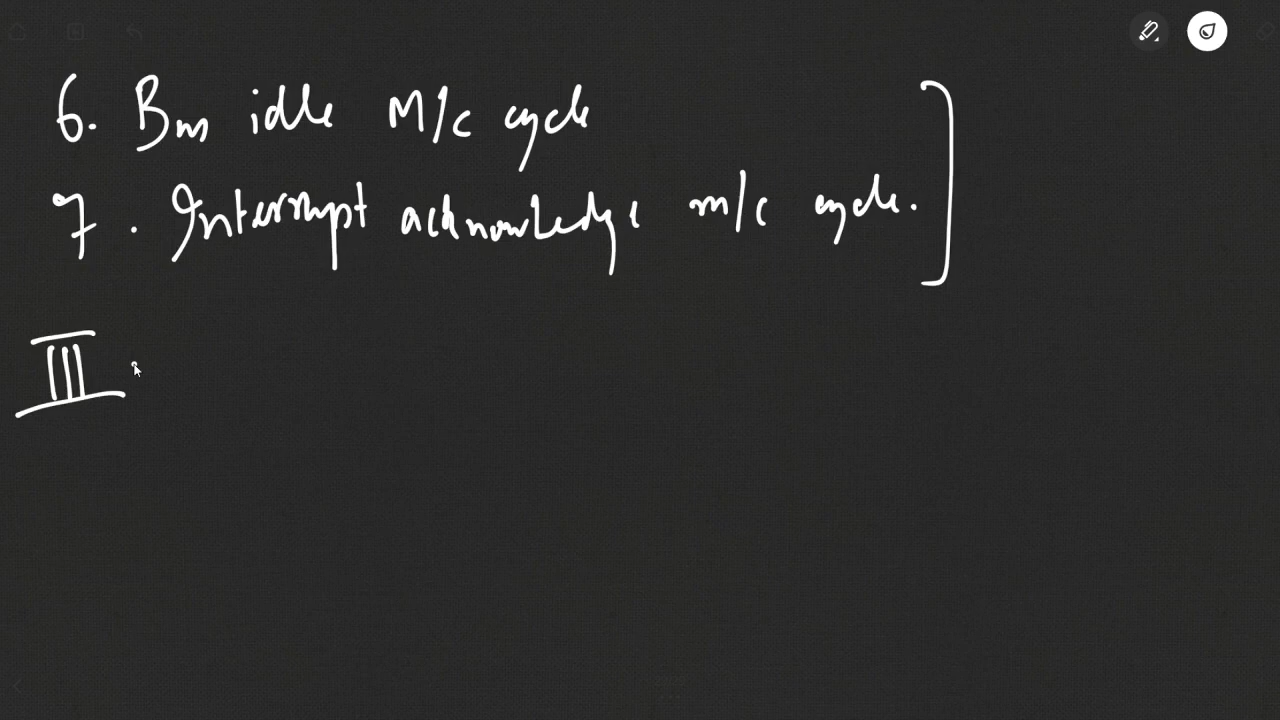 6. Bus idle M/C cycle
7. Interrupt acknowledge m/c cycle.
III.